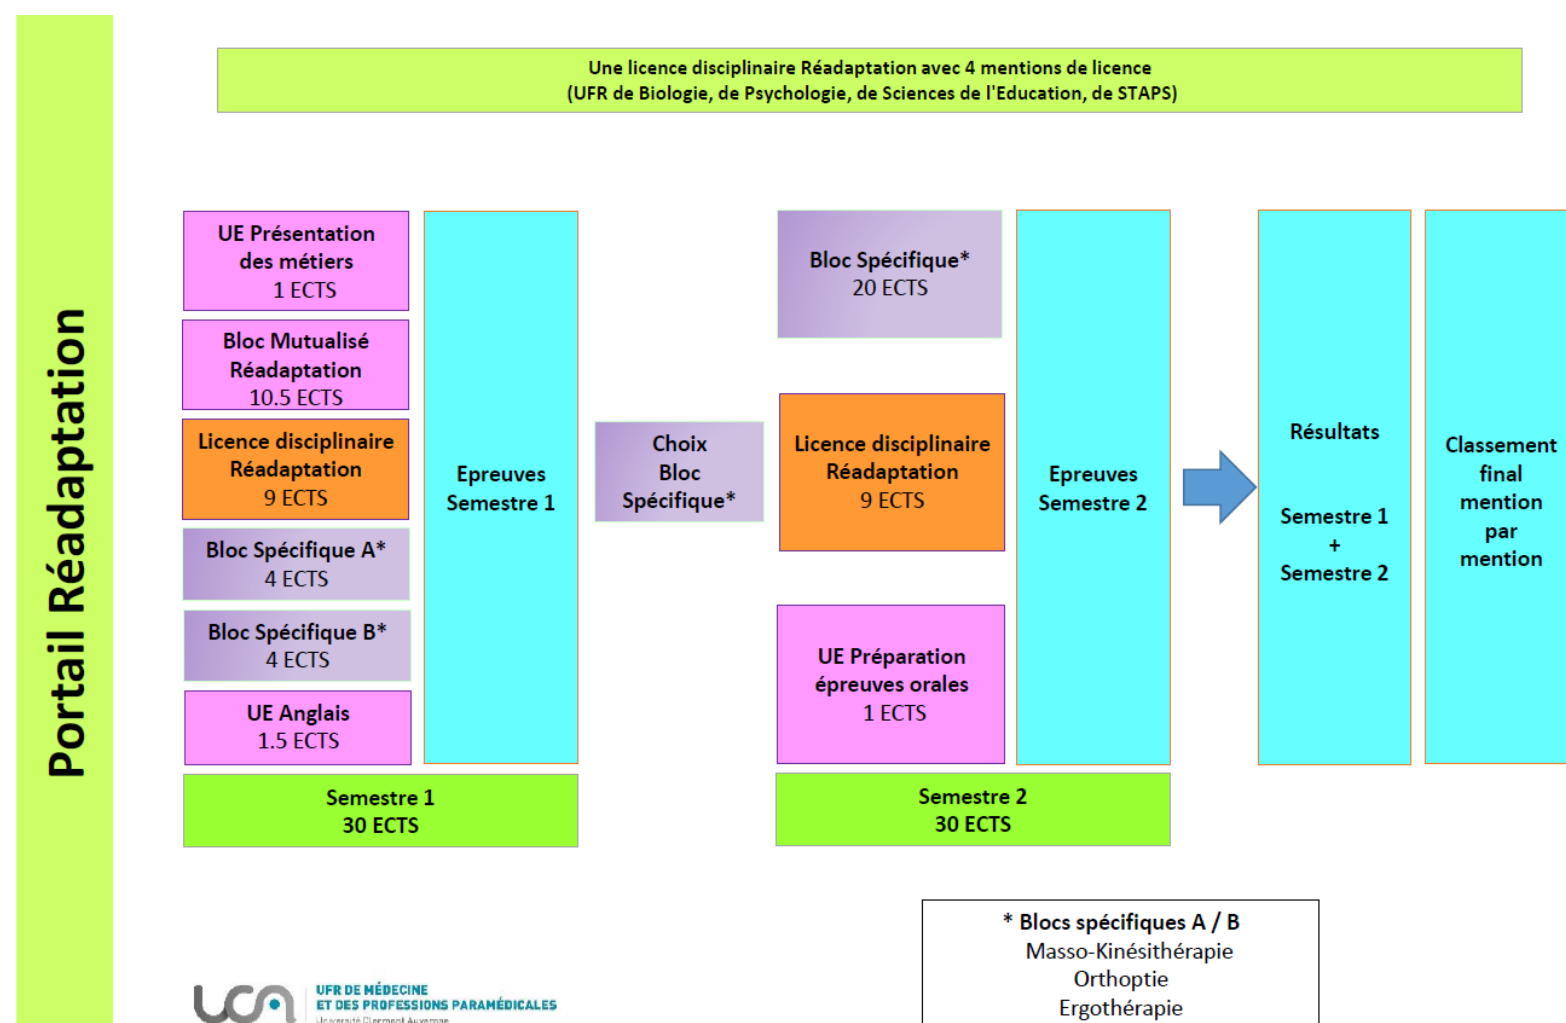 Portail Réadaptation
Une licence disciplinaire Réadaptation avec 4 mentions de licence
(UFR de Biologie, de Psychologie, de Sciences de l'Education, de STAPS)
UE Présentation
des métiers
1 ECTS
Bloc Mutualisé
Réadaptation
10.5 ECTS
Licence disciplinaire
Réadaptation
9 ECTS
Bloc Spécifique A*
4 ECTS
Bloc Spécifique B*
4 ECTS
UE Anglais
1.5 ECTS
Epreuves
Semestre 1
Semestre 1
30 ECTS
Choix
Bloc
Spécifique*
Bloc Spécifique*
20 ECTS
Licence disciplinaire
Réadaptation
9 ECTS
UE Préparation
épreuves orales
1 ECTS
Epreuves
Semestre 2
Semestre 2
30 ECTS
Résultats
Semestre 1
+
Semestre 2
Classement
final
mention
par
mention
* Blocs spécifiques A / B
Masso-Kinésithérapie
Orthoptie
Ergothérapie
UCA
UFR DE MÉDECINE
ET DES PROFESSIONS PARAMÉDICALES
Université Clermont Auvergne